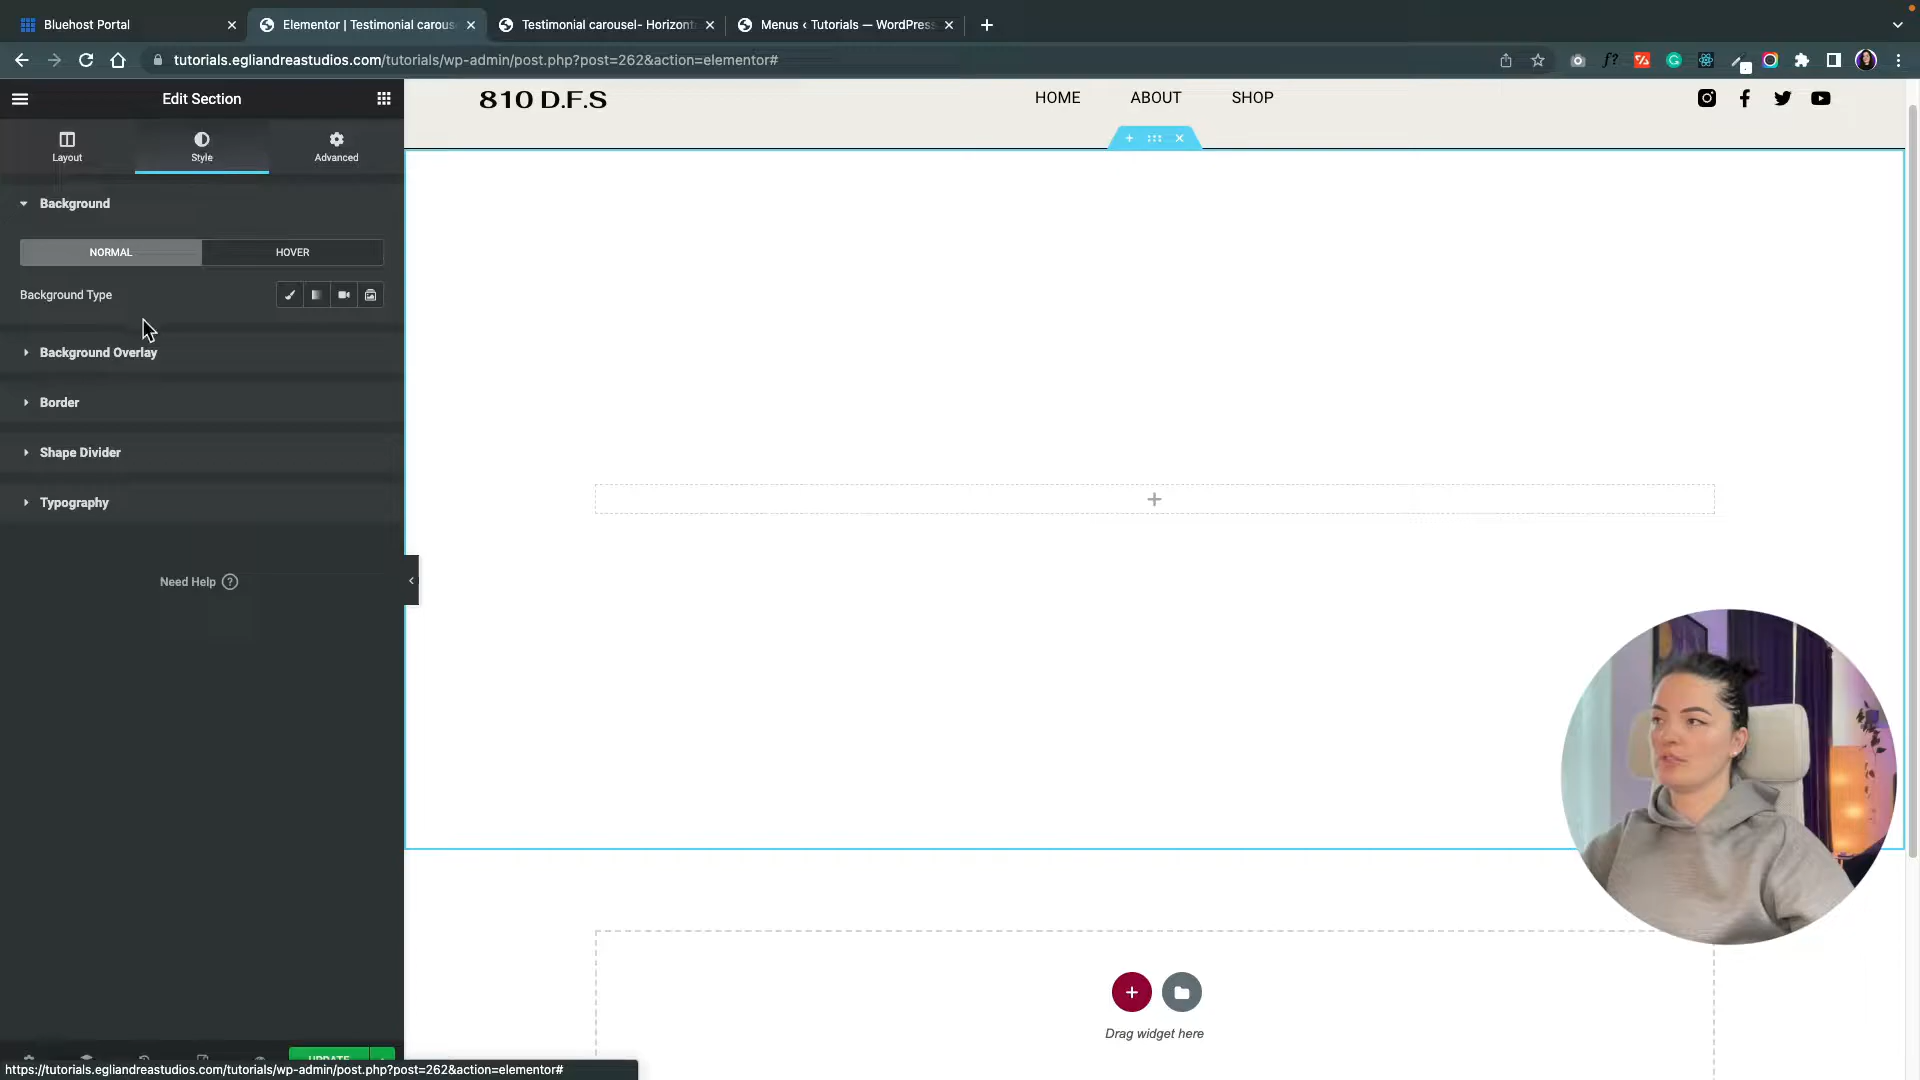 Bluehost Portal
Elementor | Testimonial carous
Testimonial carousel- Horizont
Menus ‹ Tutorials — WordPress
tutorials.egliandreastudios.com/tutorials/wp-admin/post.php?post=262&action=elementor#
Edit Section
810 D.F.S
HOME
ABOUT
SHOP
Layout
Style
Advanced
Background
NORMAL
HOVER
Background Type
Background Overlay
Border
Shape Divider
Typography
Need Help
Drag widget here
UPDATE
https://tutorials.egliandreastudios.com/tutorials/wp-admin/post.php?post=262&action=elementor#